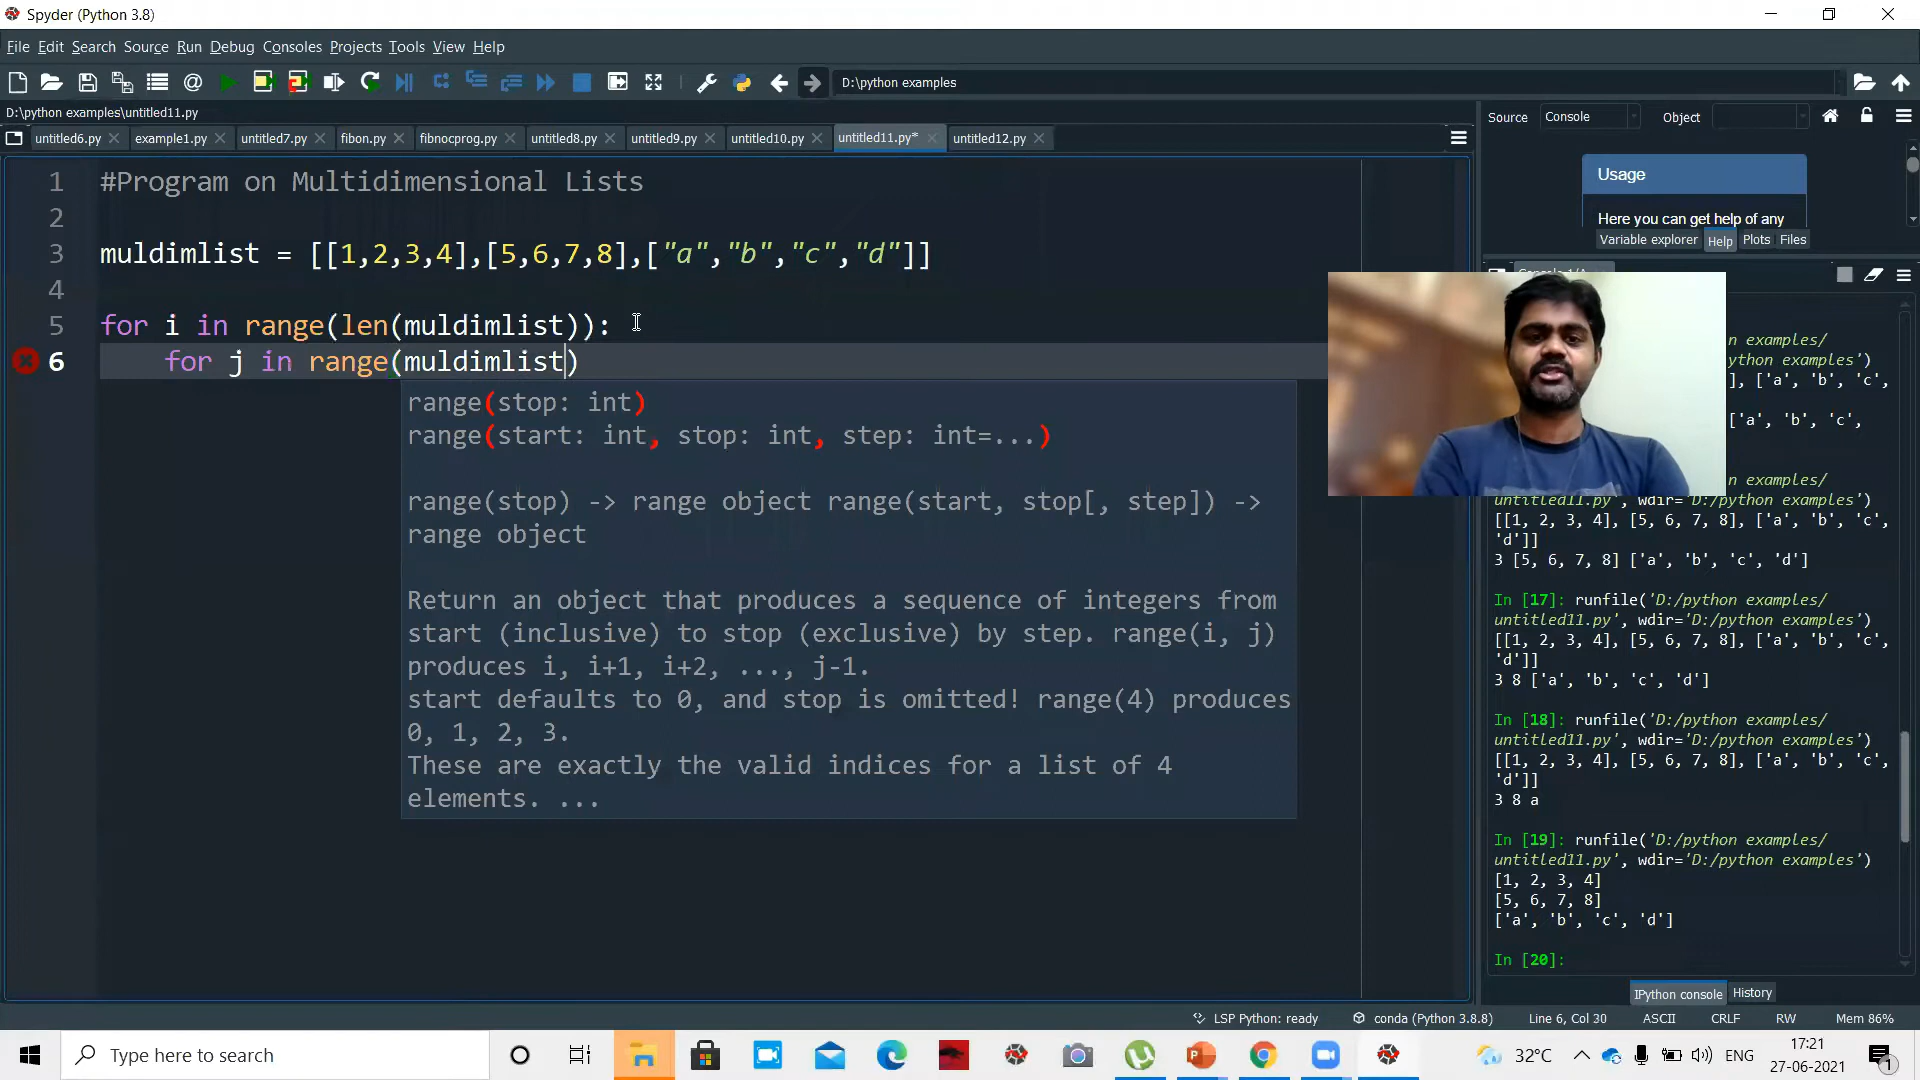 Spyder (Python 3.8)
File Edit Search Source Run Debug Consoles Projects Tools View Help
D:\python examples
D:\python examples\untitled11.py
untitled6.py example1.py untitled7.py fibon.py fibnocprog.py untitled8.py untitled9.py untitled10.py untitled11.py* untitled12.py
1 #Program on Multidimensional Lists
2
3 muldimlist = [[1,2,3,4],[5,6,7,8],["a","b","c","d"]]
4
5 for i in range(len(muldimlist)):
6 for j in range(muldimlist)
range(stop: int)
range(start: int, stop: int, step: int=...)
range(stop) -> range object range(start, stop[, step]) ->
range object
Return an object that produces a sequence of integers from
start (inclusive) to stop (exclusive) by step. range(i, j)
produces i, i+1, i+2, ..., j-1.
start defaults to 0, and stop is omitted! range(4) produces
0, 1, 2, 3.
These are exactly the valid indices for a list of 4
elements. ...
Source Console Object
Usage
Here you can get help of any
Variable explorer Help Plots Files
n examples/
ython examples')
], ['a', 'b', 'c',
['a', 'b', 'c',
n examples/
untitled11.py', wdir='D:/python examples')
[[1, 2, 3, 4], [5, 6, 7, 8], ['a', 'b', 'c',
'd']]
3 [5, 6, 7, 8] ['a', 'b', 'c', 'd']
In [17]: runfile('D:/python examples/
untitled11.py', wdir='D:/python examples')
[[1, 2, 3, 4], [5, 6, 7, 8], ['a', 'b', 'c',
'd']]
3 8 ['a', 'b', 'c', 'd']
In [18]: runfile('D:/python examples/
untitled11.py', wdir='D:/python examples')
[[1, 2, 3, 4], [5, 6, 7, 8], ['a', 'b', 'c',
'd']]
3 8 a
In [19]: runfile('D:/python examples/
untitled11.py', wdir='D:/python examples')
[1, 2, 3, 4]
[5, 6, 7, 8]
['a', 'b', 'c', 'd']
In [20]:
IPython console History
LSP Python: ready conda (Python 3.8.8) Line 6, Col 30 ASCII CRLF RW Mem 86%
Type here to search
32°C ENG
17:21
27-06-2021
1